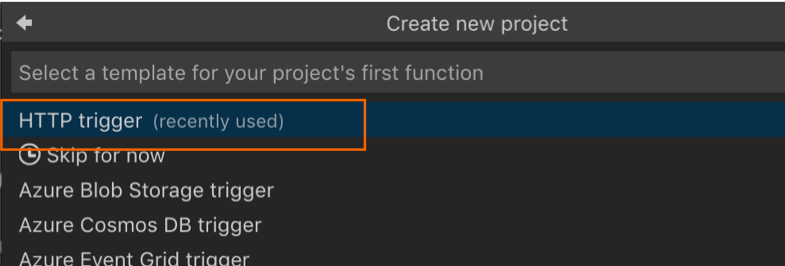 Create new project
Select a template for your project's first function
HTTP trigger (recently used)
Skip for now
Azure Blob Storage trigger
Azure Cosmos DB trigger
Azure Event Grid trigger